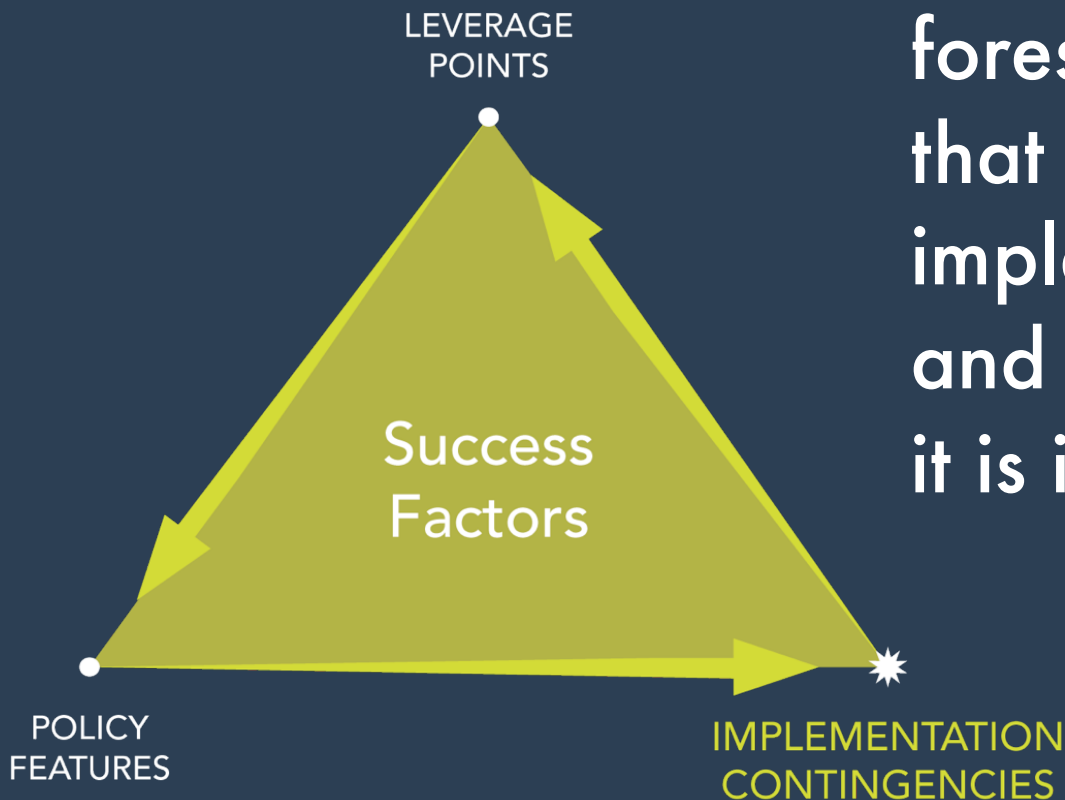 LEVERAGE
POINTS
that
and
it is
Success
Factors
POLICY
FEATURES
IMPLEMENTATION
CONTINGENCIES